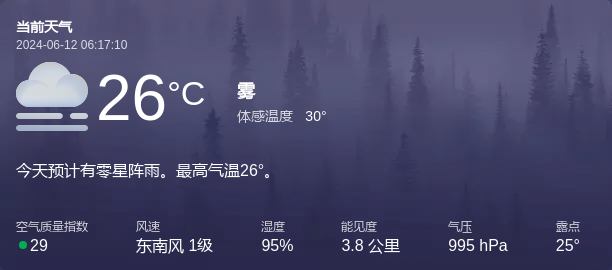 当前天气
2024-06-12 06:17:10
26°C
雾
体感温度 30°
今天预计有零星阵雨。最高气温26°。
空气质量指数 风速 湿度 能见度 气压 露点
29 东南风 1级 95% 3.8 公里 995 hPa 25°